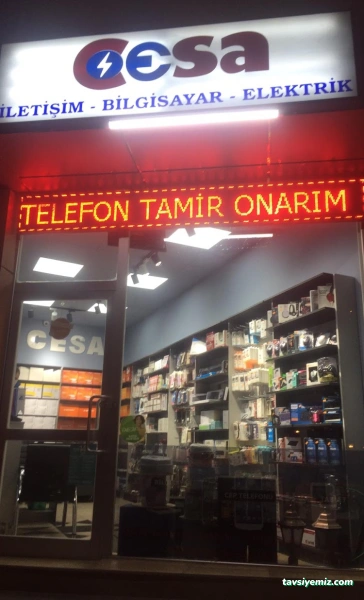 CESA
İLETİŞİM - BİLGİSAYAR - ELEKTRİK
TELEFON TAMİR ONARIM
CESA
tavsiyemiz.com